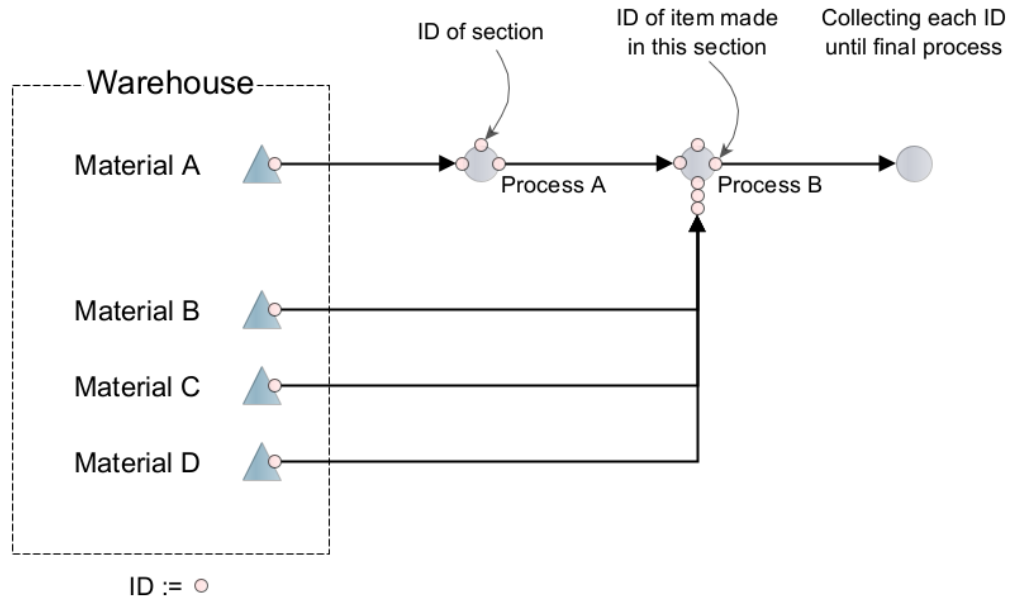 ID of section
ID of item made
in this section
Collecting each ID
until final process
Warehouse
Material A
Process A
Process B
Material B
Material C
Material D
ID :=